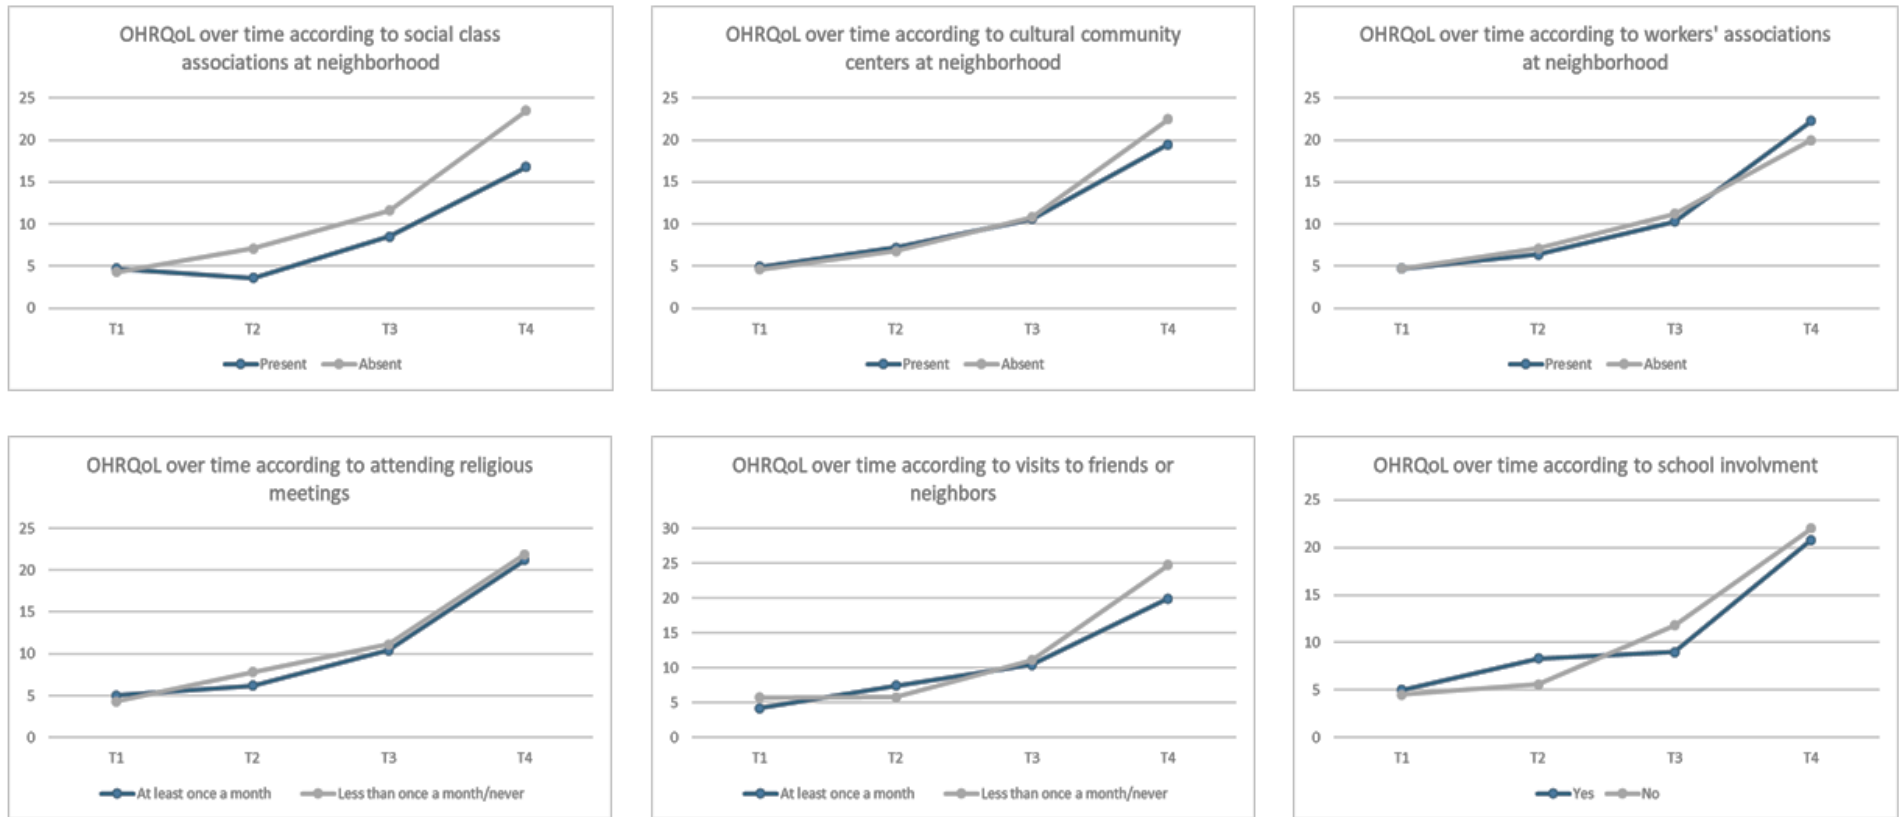 OHRQoL over time according to social class
associations at neighborhood
25
20
15
10
5
0
T1 T2 T3 T4
Present Absent
OHRQoL over time according to cultural community
centers at neighborhood
25
20
15
10
5
0
T1 T2 T3 T4
Present Absent
OHRQoL over time according to workers' associations
at neighborhood
25
20
15
10
5
0
T1 T2 T3 T4
Present Absent
OHRQoL over time according to attending religious
meetings
25
20
15
10
5
0
T1 T2 T3 T4
At least once a month Less than once a month/never
OHRQoL over time according to visits to friends or
neighbors
30
25
20
15
10
5
0
T1 T2 T3 T4
At least once a month Less than once a month/never
OHRQoL over time according to school involvment
25
20
15
10
5
0
T1 T2 T3 T4
Yes No